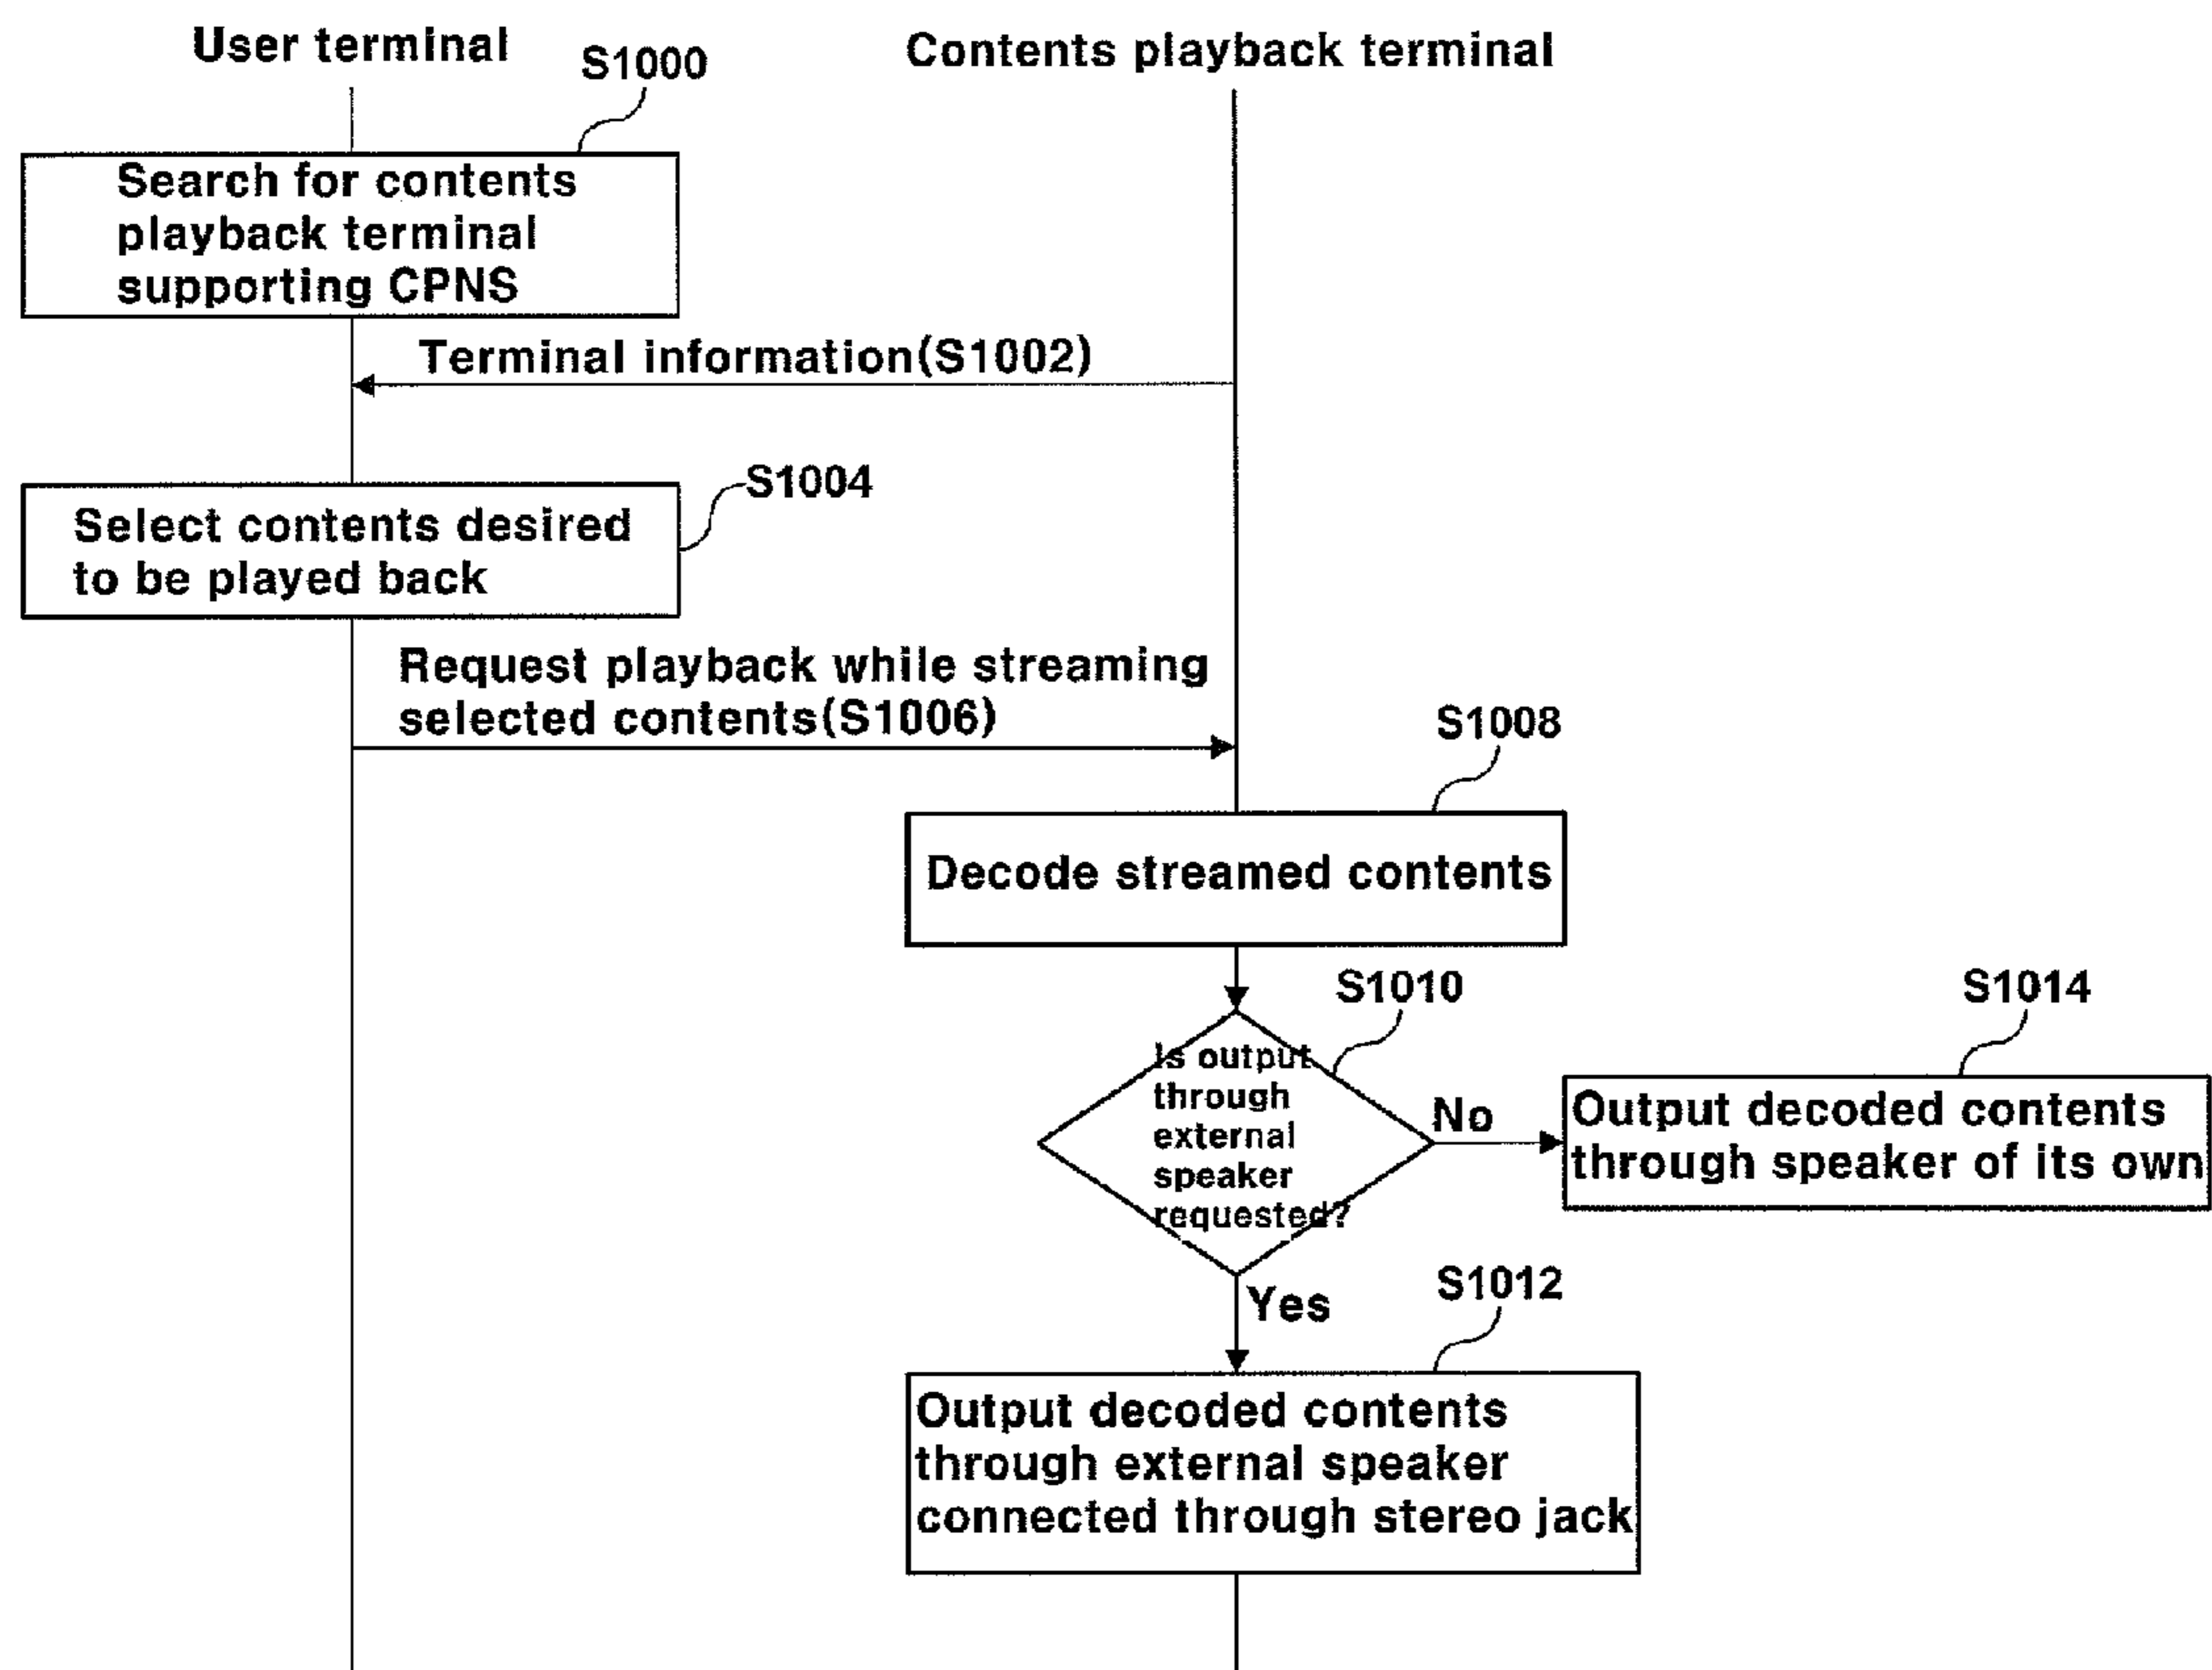 User terminal
S1000
Contents playback terminal
Search for contents
playback terminal
supporting CPNS
Terminal information(S1002)
S1004
Select contents desired
to be played back
Request playback while streaming
selected contents(S1006)
S1008
Decode streamed contents
S1010
S1014
Is output
through
external
speaker
requested?
No
Output decoded contents
through speaker of its own
Yes
S1012
Output decoded contents
through external speaker
connected through stereo jack